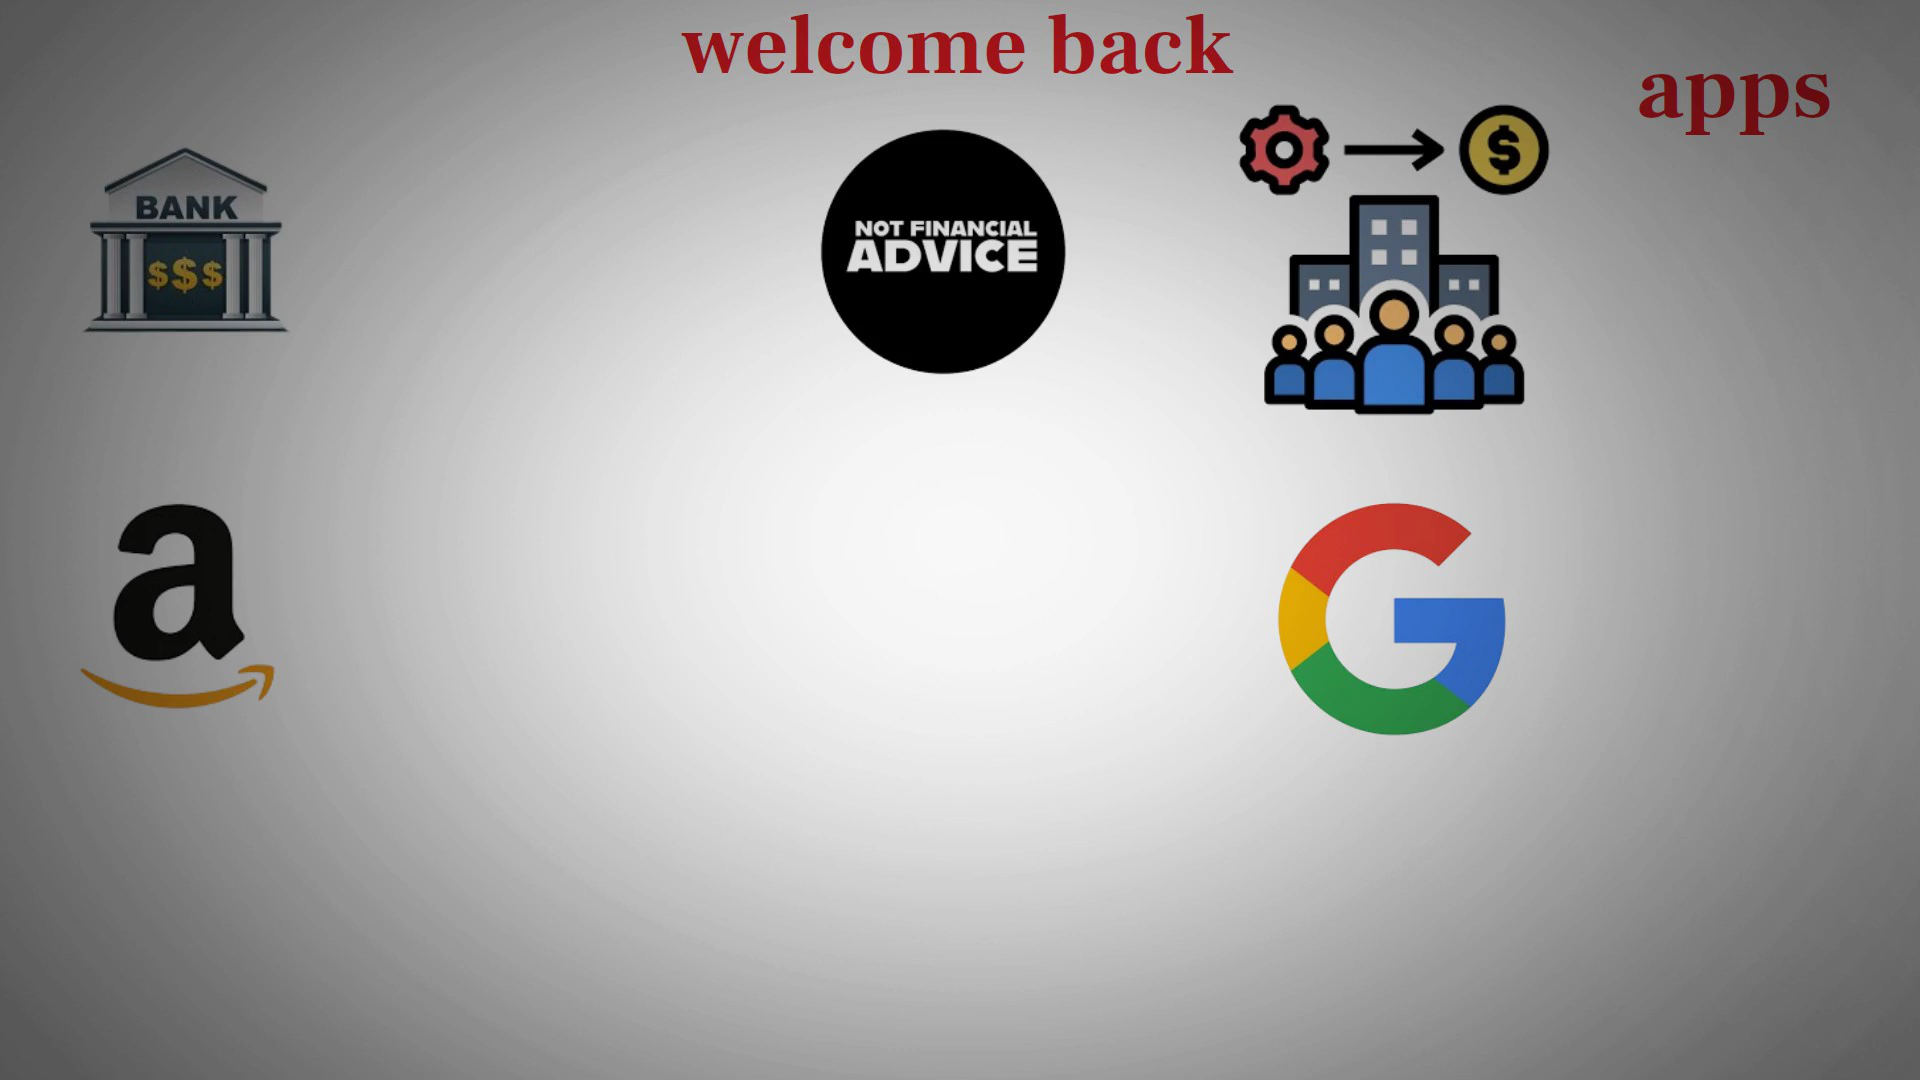 welcome back
apps
BANK
$$$
NOT FINANCIAL
ADVICE
$
a
G